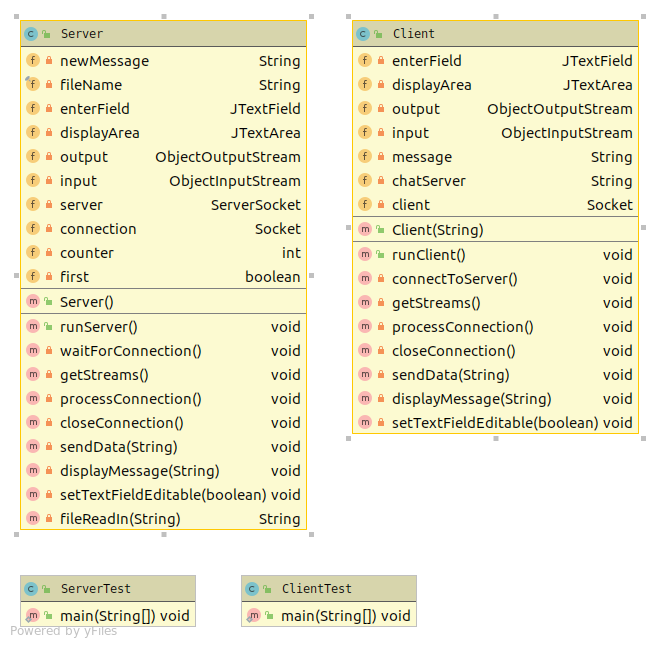 Server
newMessage String
fileName String
enterField JTextField
displayArea JTextArea
output ObjectOutputStream
input ObjectInputStream
server ServerSocket
connection Socket
counter int
first boolean
Server()
runServer() void
waitForConnection() void
getStreams() void
processConnection() void
closeConnection() void
sendData(String) void
displayMessage(String) void
setTextFieldEditable(boolean) void
fileReadIn(String) String
Client
enterField JTextField
displayArea JTextArea
output ObjectOutputStream
input ObjectInputStream
message String
chatServer String
client Socket
Client(String)
runClient() void
connectToServer() void
getStreams() void
processConnection() void
closeConnection() void
sendData(String) void
displayMessage(String) void
setTextFieldEditable(boolean) void
ServerTest
main(String[]) void
ClientTest
main(String[]) void
Powered by yFiles